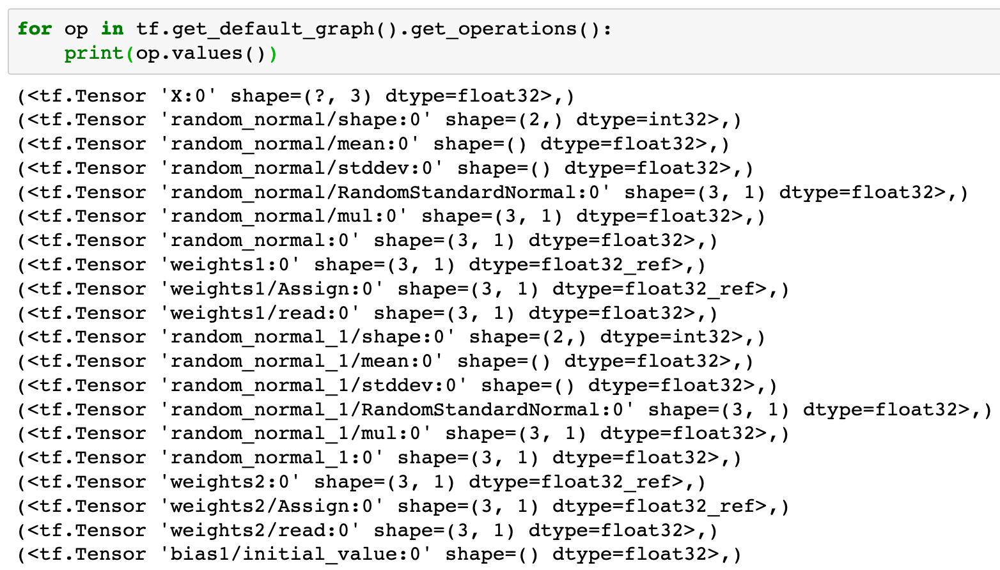 for op in tf.get_default_graph().get_operations():
    print(op.values())
(<tf.Tensor 'X:0' shape=(?, 3) dtype=float32>,)
(<tf.Tensor 'random_normal/shape:0' shape=(2,) dtype=int32>,)
(<tf.Tensor 'random_normal/mean:0' shape=() dtype=float32>,)
(<tf.Tensor 'random_normal/stddev:0' shape=() dtype=float32>,)
(<tf.Tensor 'random_normal/RandomStandardNormal:0' shape=(3, 1) dtype=float32>,)
(<tf.Tensor 'random_normal/mul:0' shape=(3, 1) dtype=float32>,)
(<tf.Tensor 'random_normal:0' shape=(3, 1) dtype=float32>,)
(<tf.Tensor 'weights1:0' shape=(3, 1) dtype=float32_ref>,)
(<tf.Tensor 'weights1/Assign:0' shape=(3, 1) dtype=float32_ref>,)
(<tf.Tensor 'weights1/read:0' shape=(3, 1) dtype=float32>,)
(<tf.Tensor 'random_normal_1/shape:0' shape=(2,) dtype=int32>,)
(<tf.Tensor 'random_normal_1/mean:0' shape=() dtype=float32>,)
(<tf.Tensor 'random_normal_1/stddev:0' shape=() dtype=float32>,)
(<tf.Tensor 'random_normal_1/RandomStandardNormal:0' shape=(3, 1) dtype=float32>,)
(<tf.Tensor 'random_normal_1/mul:0' shape=(3, 1) dtype=float32>,)
(<tf.Tensor 'random_normal_1:0' shape=(3, 1) dtype=float32>,)
(<tf.Tensor 'weights2:0' shape=(3, 1) dtype=float32_ref>,)
(<tf.Tensor 'weights2/Assign:0' shape=(3, 1) dtype=float32_ref>,)
(<tf.Tensor 'weights2/read:0' shape=(3, 1) dtype=float32>,)
(<tf.Tensor 'bias1/initial_value:0' shape=() dtype=float32>,)